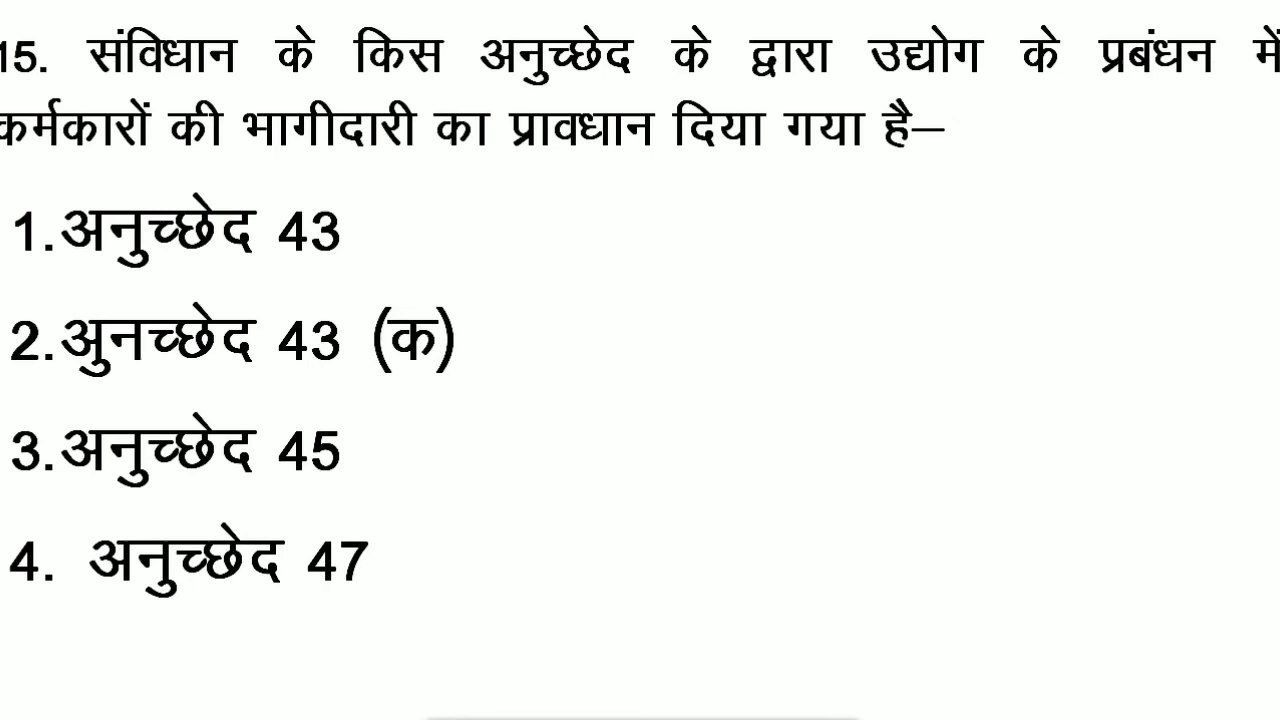 15. संविधान के किस अनुच्छेद के द्वारा उद्योग के प्रबंधन में
कर्मकारों की भागीदारी का प्रावधान दिया गया है–
1.अनुच्छेद 43
2.अुनच्छेद 43 (क)
3.अनुच्छेद 45
4. अनुच्छेद 47